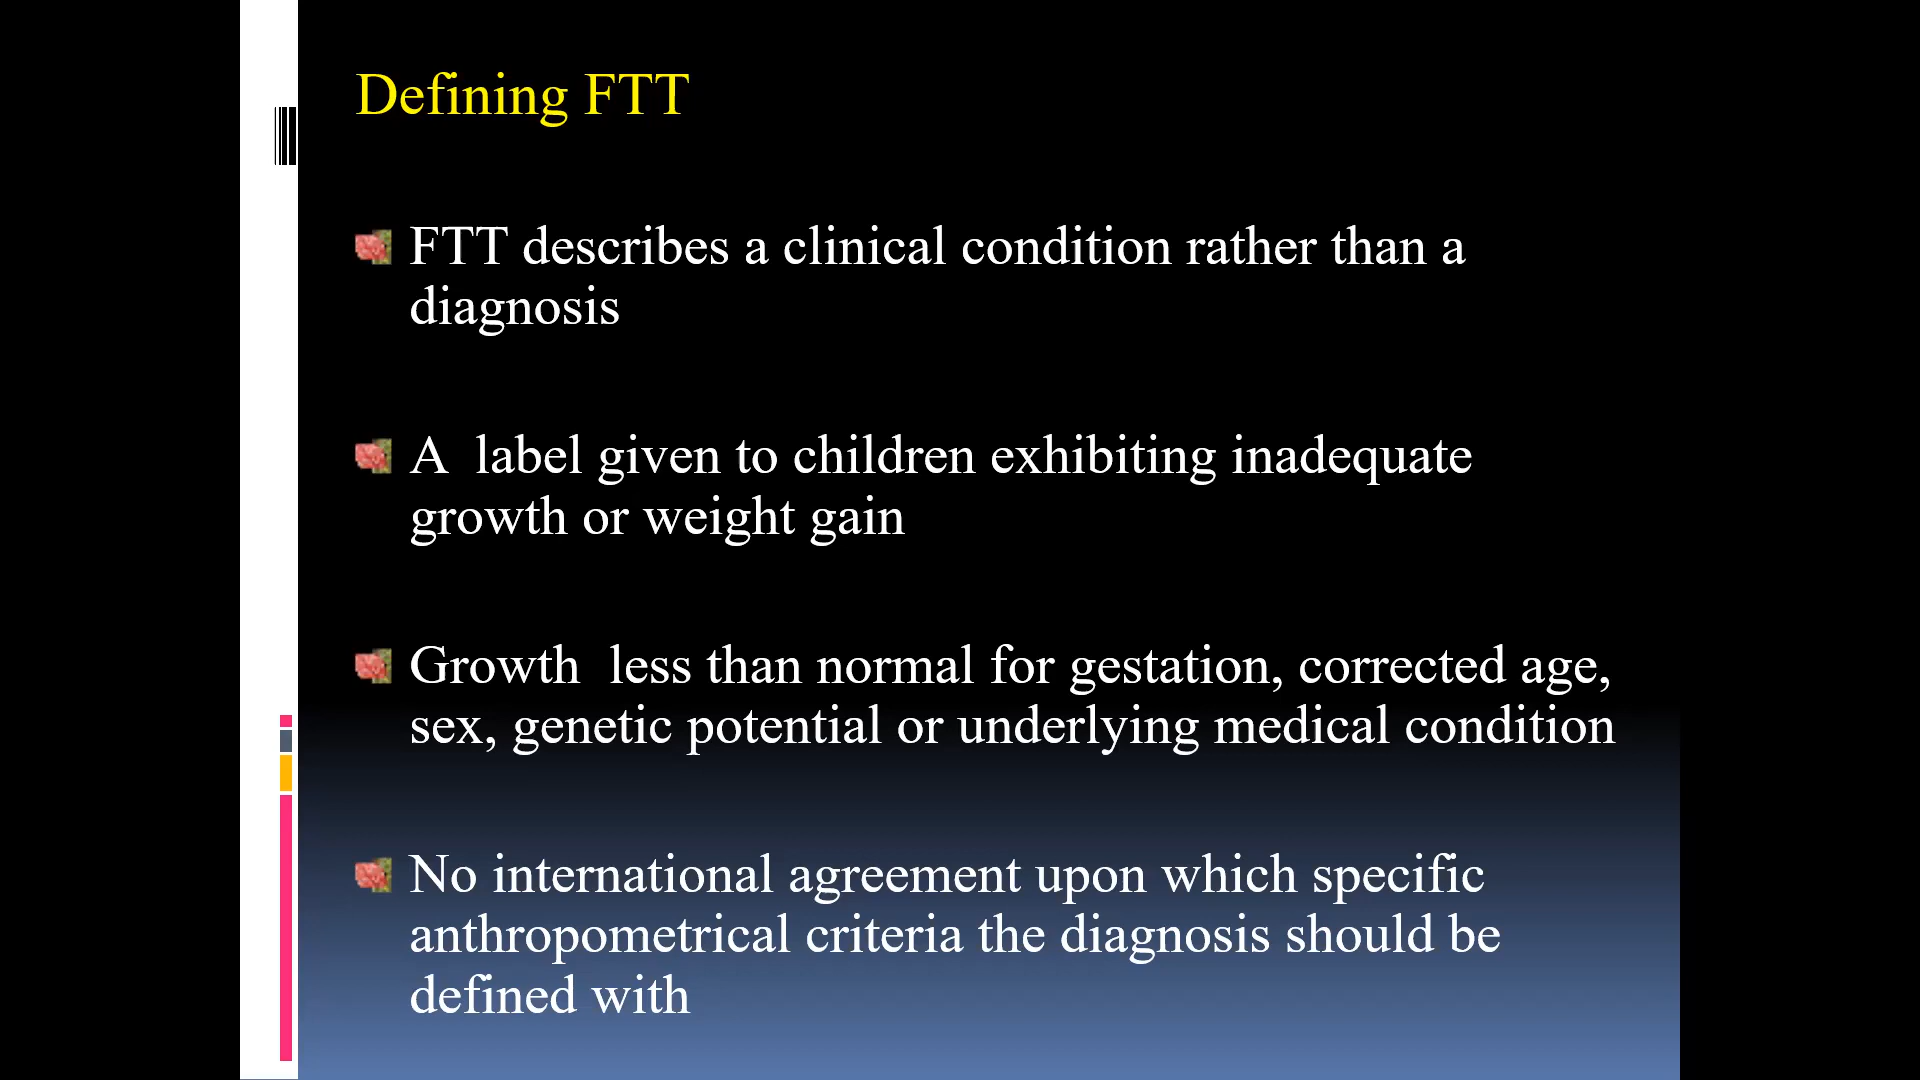 Defining FTT
FTT describes a clinical condition rather than a
diagnosis
A  label given to children exhibiting inadequate
growth or weight gain
Growth  less than normal for gestation, corrected age,
sex, genetic potential or underlying medical condition
No international agreement upon which specific
anthropometrical criteria the diagnosis should be
defined with